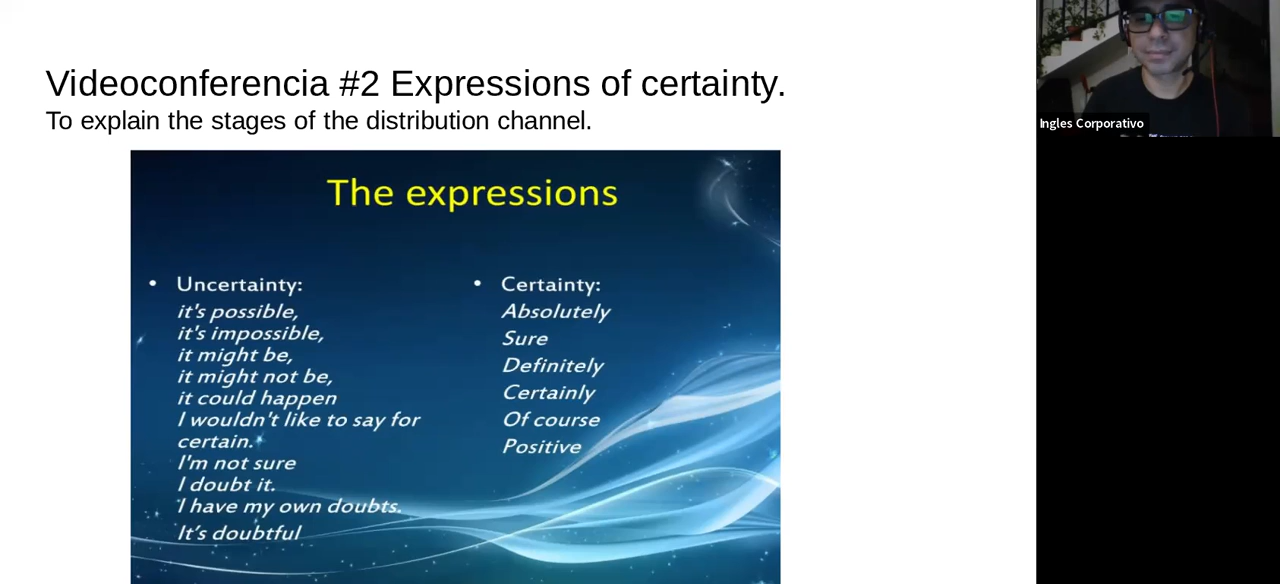 Videoconferencia #2 Expressions of certainty.
To explain the stages of the distribution channel.
Ingles Corporativo
The expressions
• Uncertainty:
it's possible,
it's impossible,
it might be,
it might not be,
it could happen
I wouldn't like to say for
certain.
I'm not sure
I doubt it.
I have my own doubts.
It's doubtful
• Certainty:
Absolutely
Sure
Definitely
Certainly
Of course
Positive